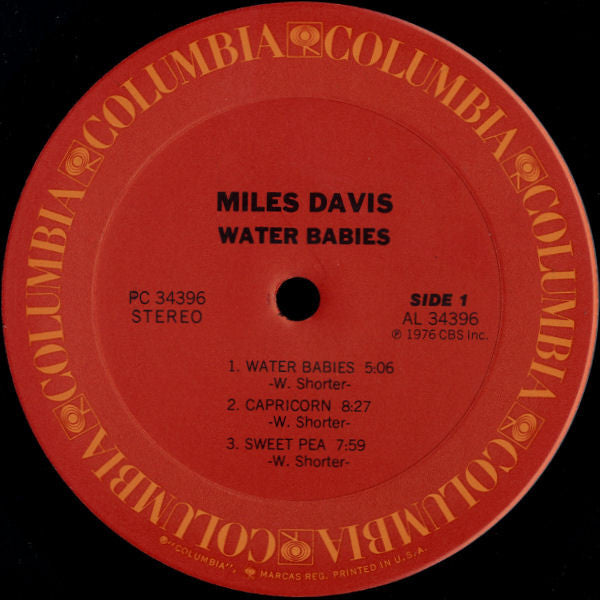 COLUMBIA COLUMBIA COLUMBIA COLUMBIA COLUMBIA COLUMBIA
MILES DAVIS
WATER BABIES
PC 34396
STEREO
SIDE 1
AL 34396
℗ 1976 CBS Inc.
1. WATER BABIES 5:06
-W. Shorter-
2. CAPRICORN 8:27
-W. Shorter-
3. SWEET PEA 7:59
-W. Shorter-
℗"COLUMBIA", MARCAS REG. PRINTED IN U.S.A.